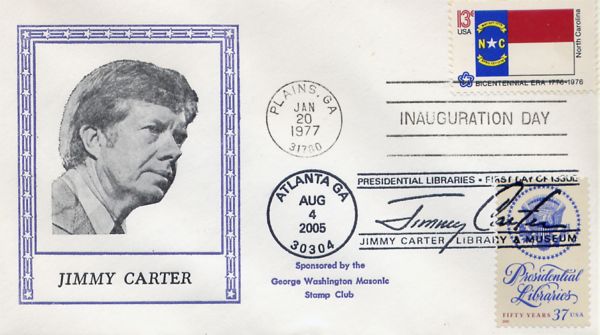 13¢
USA
N C
North Carolina
BICENTENNIAL ERA 1776-1976
PLAINS, GA
JAN
20
1977
31780
INAUGURATION DAY
ATLANTA GA
AUG
4
2005
30304
PRESIDENTIAL LIBRARIES • FIRST DAY OF ISSUE
Jimmy Carter
JIMMY CARTER LIBRARY & MUSEUM
Sponsored by the
George Washington Masonic
Stamp Club
JIMMY CARTER
Presidential
Libraries
FIFTY YEARS 37 USA